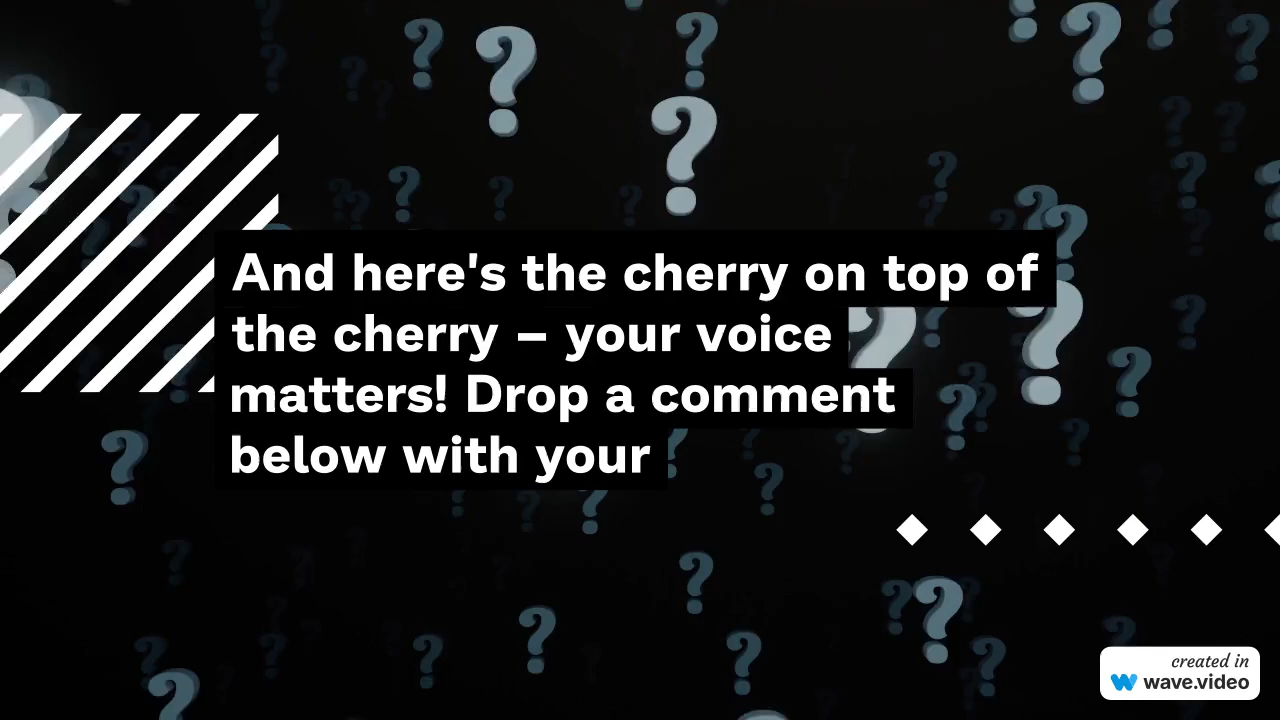 And here's the cherry on top of
the cherry – your voice
matters! Drop a comment
below with your
created in
wave.video